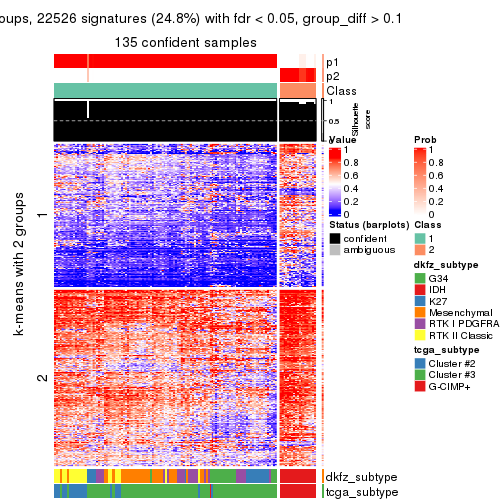 oups, 22526 signatures (24.8%) with fdr < 0.05, group_diff > 0.1
135 confident samples
p1
p2
Class
1
0.5
0
Silhouette
score
k-means with 2 groups
1
2
Value
1
0.8
0.6
0.4
0.2
0
Prob
1
0.8
0.6
0.4
0.2
0
Status (barplots)
confident
ambiguous
Class
1
2
dkfz_subtype
G34
IDH
K27
Mesenchymal
RTK I PDGFRA
RTK II Classic
tcga_subtype
Cluster #2
Cluster #3
G-CIMP+
dkfz_subtype
tcga_subtype